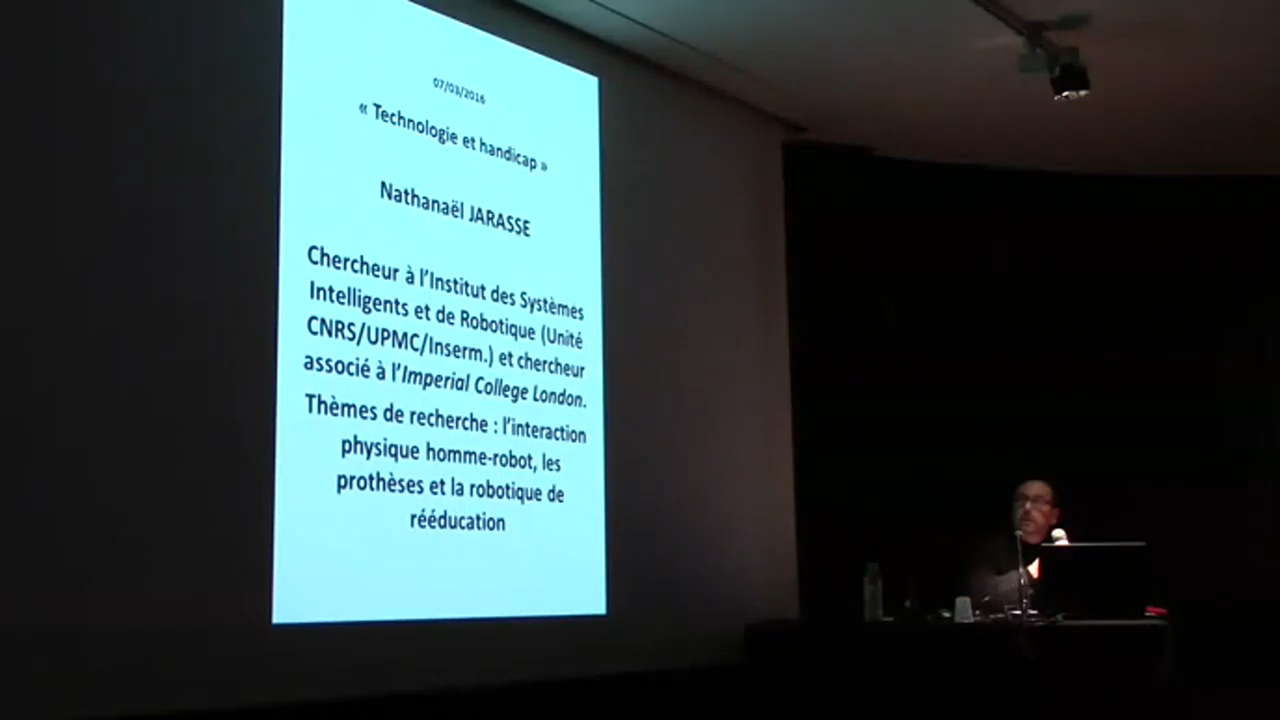 07/03/2016
« Technologie et handicap »
Nathanaël JARASSE
Chercheur à l'Institut des Systèmes
Intelligents et de Robotique (Unité
CNRS/UPMC/Inserm.) et chercheur
associé à l'Imperial College London.
Thèmes de recherche : l'interaction
physique homme-robot, les
prothèses et la robotique de
rééducation